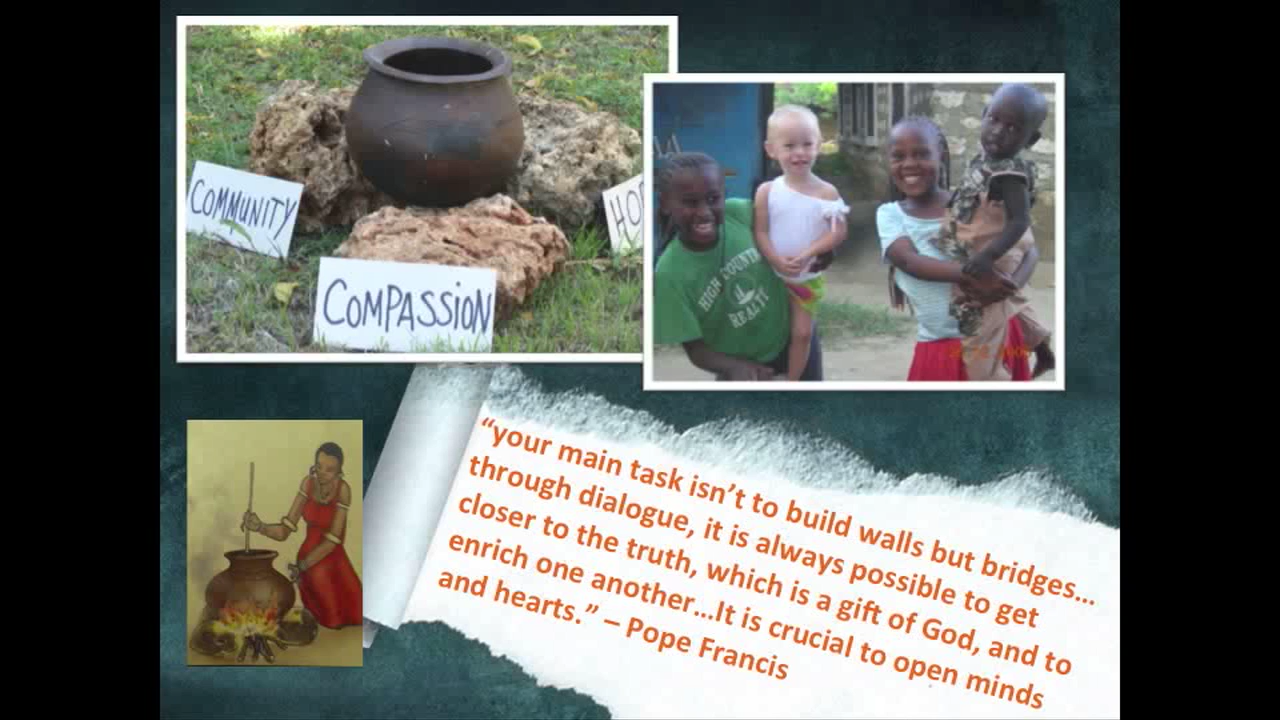 COMMUNITY
COMPASSION
HO
HIGH COUNTRY
REALTY
“your main task isn’t to build walls but bridges...
through dialogue, it is always possible to get
closer to the truth, which is a gift of God, and to
enrich one another...It is crucial to open minds
and hearts.” – Pope Francis